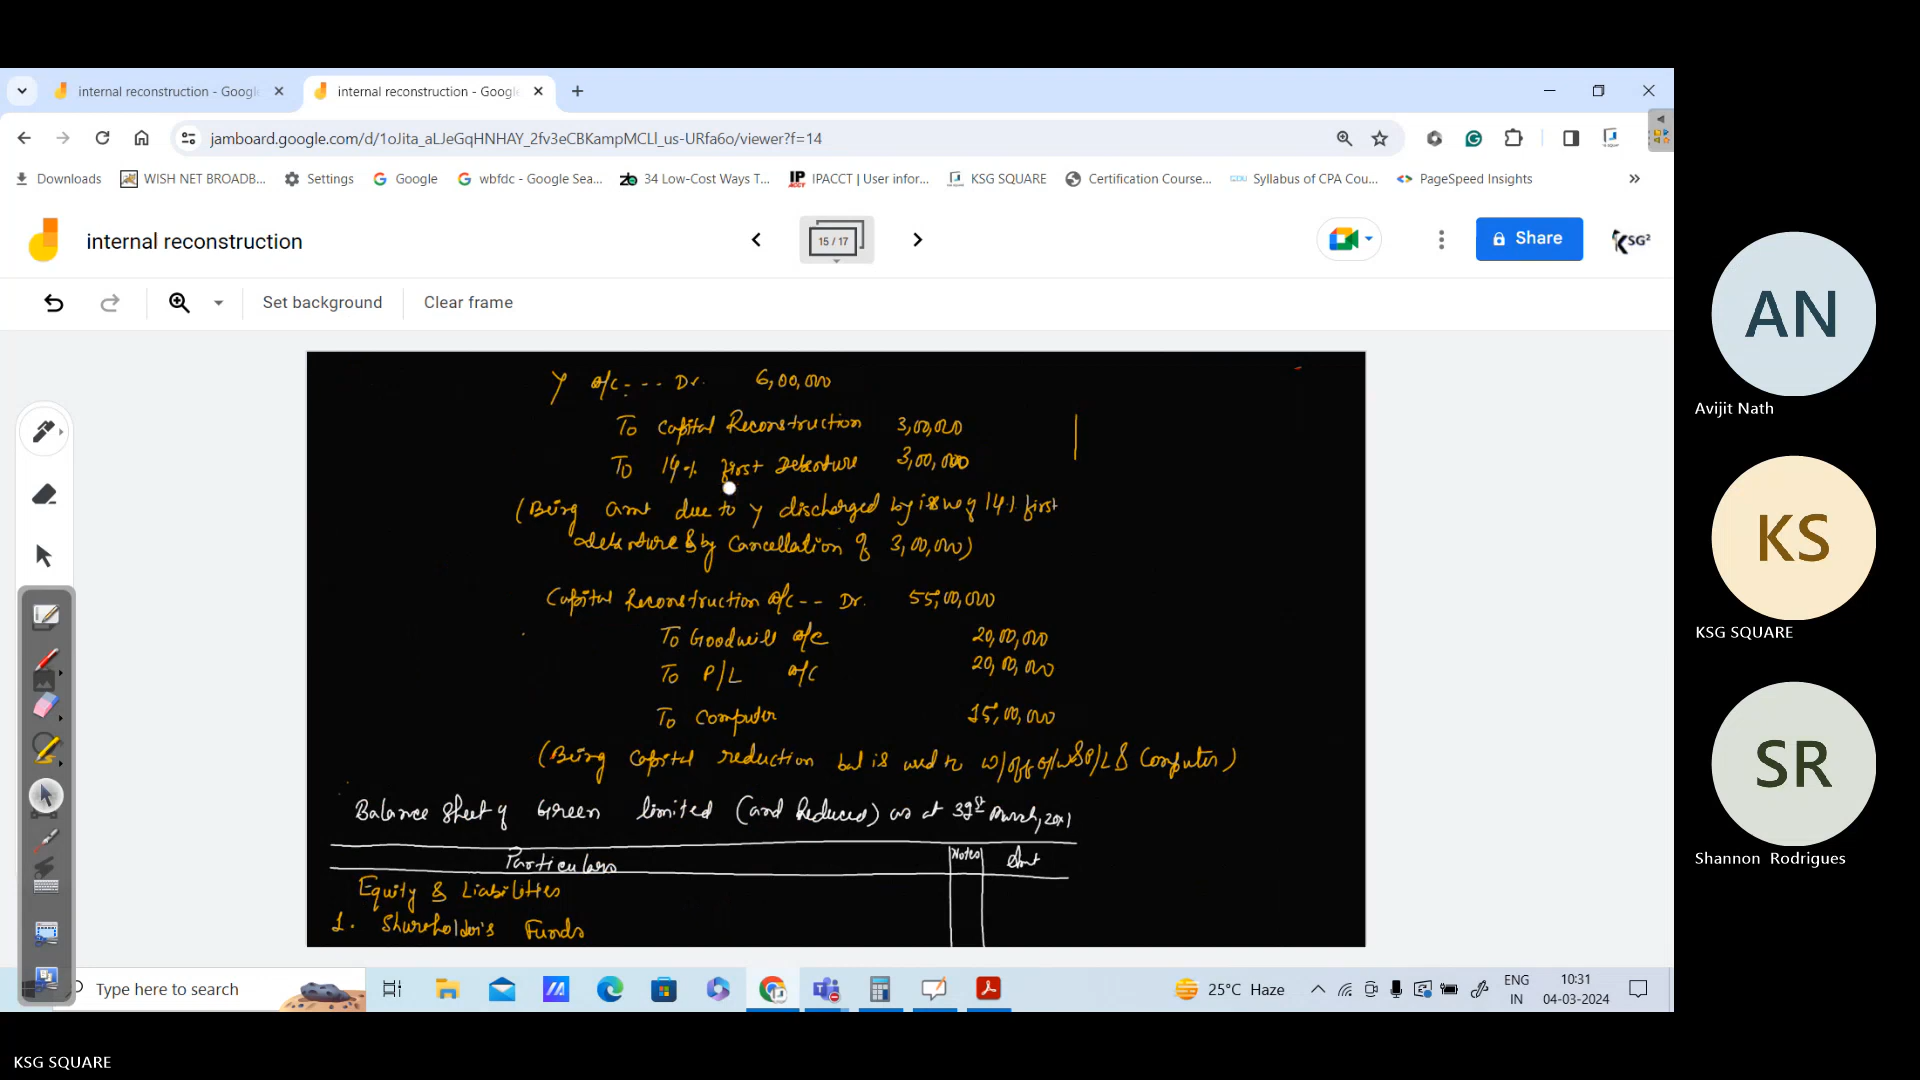 internal reconstruction - Googl
internal reconstruction - Google
jamboard.google.com/d/1oJita_aLJeGqHNHAY_2fv3eCBKampMCLl_us-URfa6o/viewer?f=14
Downloads WISH NET BROADB... Settings Google wbfdc - Google Sea... 34 Low-Cost Ways T... IPACCT | User infor... KSG SQUARE Certification Course... Syllabus of CPA Cou... PageSpeed Insights »
internal reconstruction
15 / 17
Share
KSG²
Set background Clear frame
Y a/c --- Dr. 6,00,000
To Capital Reconstruction 3,00,000
To 14% first Debenture 3,00,000
(Being amt due to Y discharged by issue of 14% first
debenture & by Cancellation of 3,00,000)
Capital Reconstruction a/c -- Dr. 55,00,000
To Goodwill a/c 20,00,000
To P/L a/c 20,00,000
To Computer 15,00,000
(Being Capital reduction bal is used to w/off g/w & P/L & Computer)
Balance Sheet of Green limited (and Reduced) as at 31st March,
Particulars Notes Amt
Equity & Liabilities
1. Shareholder's Funds
AN
Avijit Nath
KS
KSG SQUARE
SR
Shannon Rodrigues
Type here to search
25°C Haze
ENG
IN
10:31
04-03-2024
KSG SQUARE